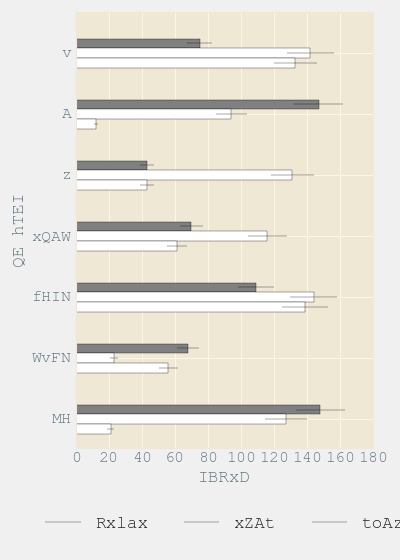 v
A
z
xQAW
fHIN
WvFN
MH
QE hTEI
0 20 40 60 80 100 120 140 160 180
IBRxD
Rxlax xZAt toAz